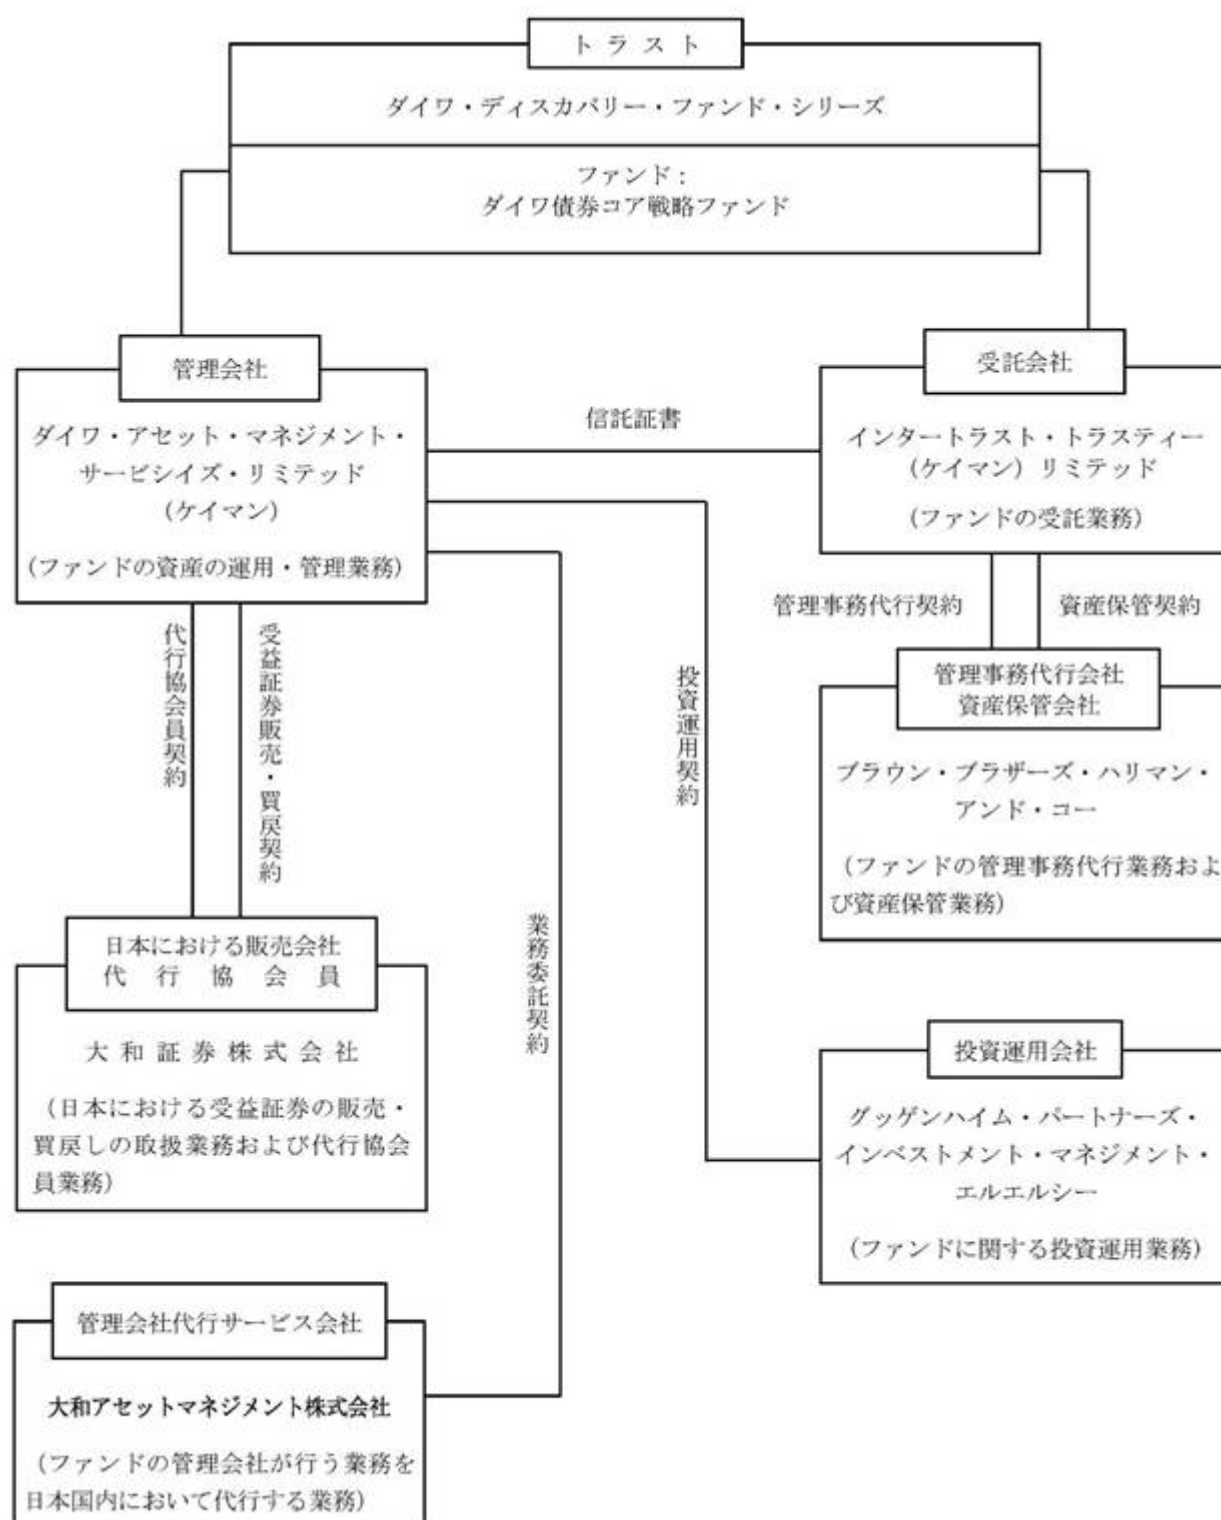 トラスト
ダイワ・ディスカバリー・ファンド・シリーズ
ファンド：
ダイワ債券コア戦略ファンド
管理会社
ダイワ・アセット・マネジメント・
サービシイズ・リミテッド
（ケイマン）
（ファンドの資産の運用・管理業務）
信託証書
受託会社
インタートラスト・トラスティー
（ケイマン）リミテッド
（ファンドの受託業務）
管理事務代行契約
資産保管契約
代行協会員契約
受益証券販売・買戻契約
投資運用契約
業務委託契約
管理事務代行会社
資産保管会社
ブラウン・ブラザーズ・ハリマン・
アンド・コー
（ファンドの管理事務代行業務およ
び資産保管業務）
日本における販売会社
代行協会員
大和証券株式会社
（日本における受益証券の販売・
買戻しの取扱業務および代行協会
員業務）
投資運用会社
グッゲンハイム・パートナーズ・
インベストメント・マネジメント・
エルエルシー
（ファンドに関する投資運用業務）
管理会社代行サービス会社
大和アセットマネジメント株式会社
（ファンドの管理会社が行う業務を
日本国内において代行する業務）